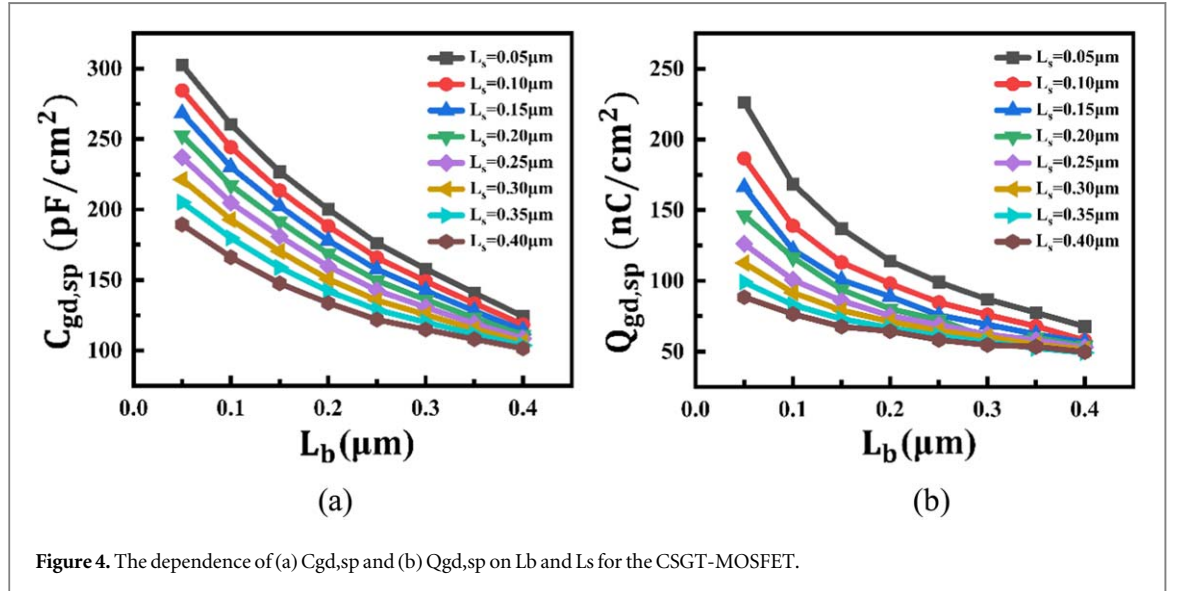 C_gd,sp (pF/cm²)
300
250
200
150
100
L_s=0.05μm
L_s=0.10μm
L_s=0.15μm
L_s=0.20μm
L_s=0.25μm
L_s=0.30μm
L_s=0.35μm
L_s=0.40μm
0.0 0.1 0.2 0.3 0.4
L_b(μm)
(a)
Q_gd,sp (nC/cm²)
250
200
150
100
50
L_s=0.05μm
L_s=0.10μm
L_s=0.15μm
L_s=0.20μm
L_s=0.25μm
L_s=0.30μm
L_s=0.35μm
L_s=0.40μm
0.0 0.1 0.2 0.3 0.4
L_b(μm)
(b)
Figure 4. The dependence of (a) Cgd,sp and (b) Qgd,sp on Lb and Ls for the CSGT-MOSFET.